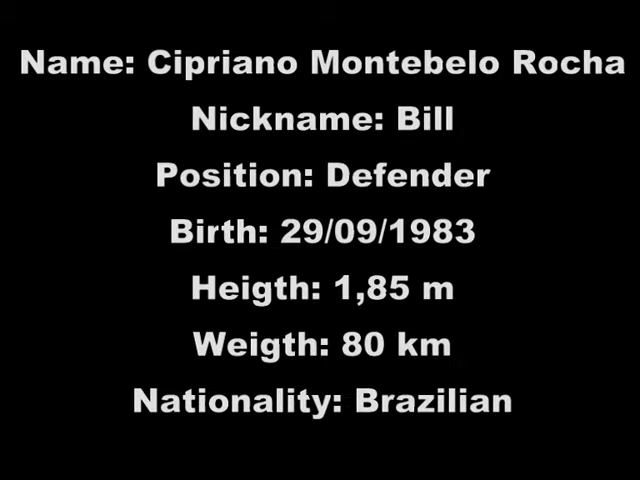 Name: Cipriano Montebelo Rocha
Nickname: Bill
Position: Defender
Birth: 29/09/1983
Heigth: 1,85 m
Weigth: 80 km
Nationality: Brazilian